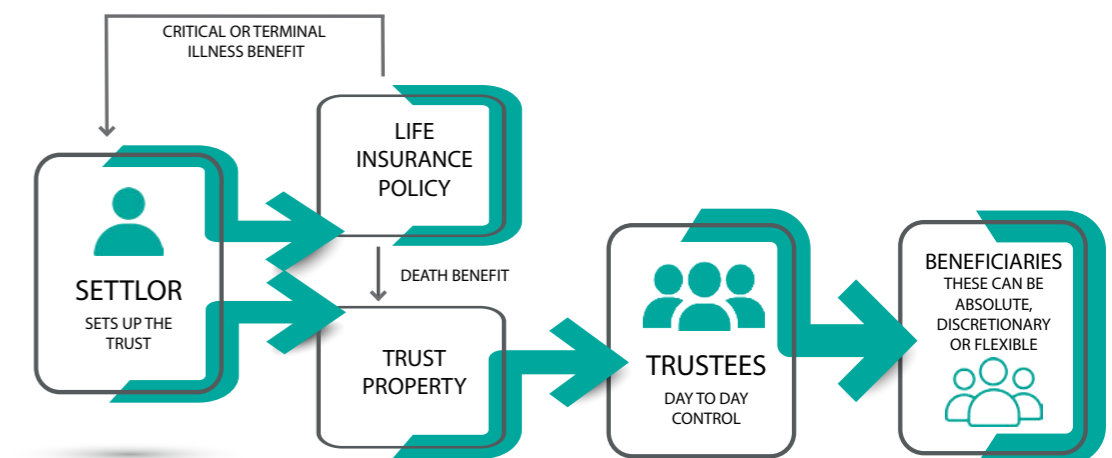 CRITICAL OR TERMINAL
ILLNESS BENEFIT
LIFE
INSURANCE
POLICY
SETTLOR
SETS UP THE
TRUST
DEATH BENEFIT
TRUST
PROPERTY
TRUSTEES
DAY TO DAY
CONTROL
BENEFICIARIES
THESE CAN BE
ABSOLUTE,
DISCRETIONARY
OR FLEXIBLE